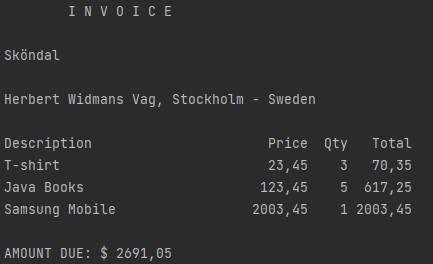 I N V O I C E
Sköndal
Herbert Widmans Vag, Stockholm - Sweden
Description Price Qty Total
T-shirt 23,45 3 70,35
Java Books 123,45 5 617,25
Samsung Mobile 2003,45 1 2003,45
AMOUNT DUE: $ 2691,05